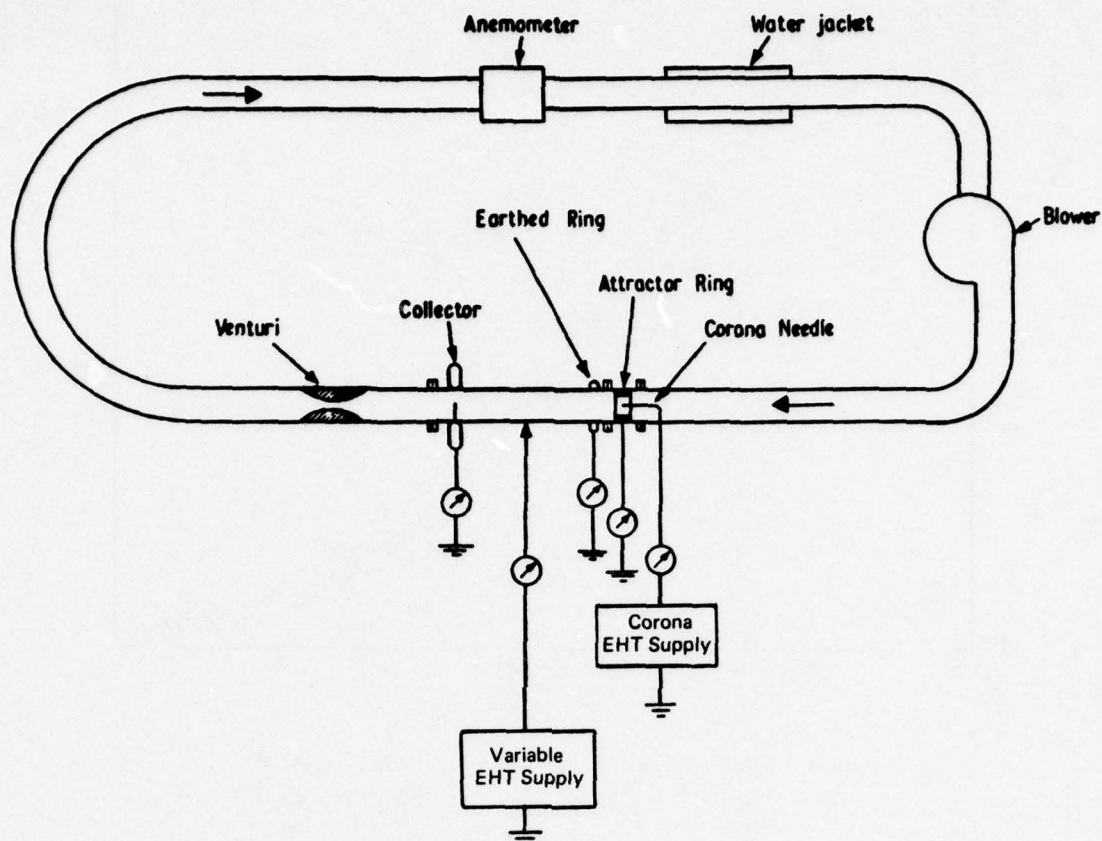 Anemometer
Water jacket
Blower
Earthed Ring
Attractor Ring
Collector
Corona Needle
Venturi
Corona
EHT Supply
Variable
EHT Supply